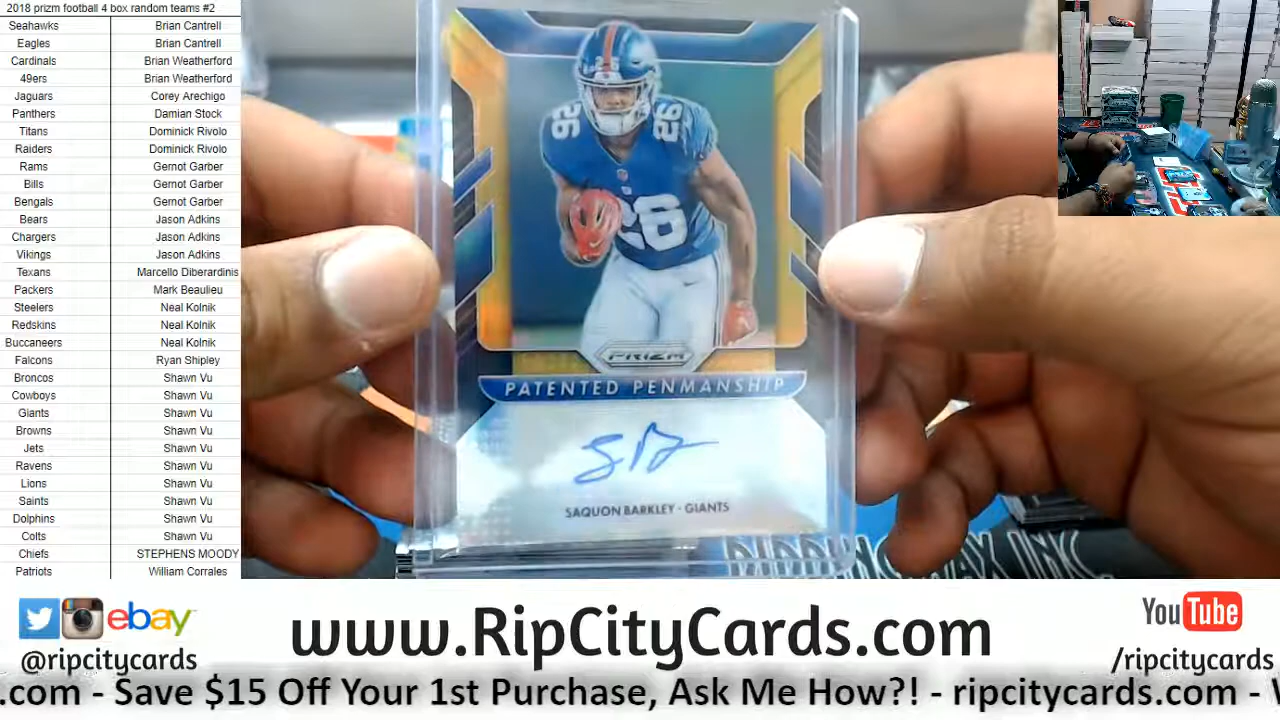 2018 prizm football 4 box random teams #2
Seahawks Brian Cantrell
Eagles Brian Cantrell
Cardinals Brian Weatherford
49ers Brian Weatherford
Jaguars Corey Arechigo
Panthers Damian Stock
Titans Dominick Rivolo
Raiders Dominick Rivolo
Rams Gernot Garber
Bills Gernot Garber
Bengals Gernot Garber
Bears Jason Adkins
Chargers Jason Adkins
Vikings Jason Adkins
Texans Marcello Diberardinis
Packers Mark Beaulieu
Steelers Neal Kolnik
Redskins Neal Kolnik
Buccaneers Neal Kolnik
Falcons Ryan Shipley
Broncos Shawn Vu
Cowboys Shawn Vu
Giants Shawn Vu
Browns Shawn Vu
Jets Shawn Vu
Ravens Shawn Vu
Lions Shawn Vu
Saints Shawn Vu
Dolphins Shawn Vu
Colts Shawn Vu
Chiefs STEPHENS MOODY
Patriots William Corrales
26 26
26
PRIZM
PATENTED PENMANSHIP
SAQUON BARKLEY - GIANTS
ebay
@ripcitycards
www.RipCityCards.com
YouTube
/ripcitycards
.com - Save $15 Off Your 1st Purchase, Ask Me How?! - ripcitycards.com -